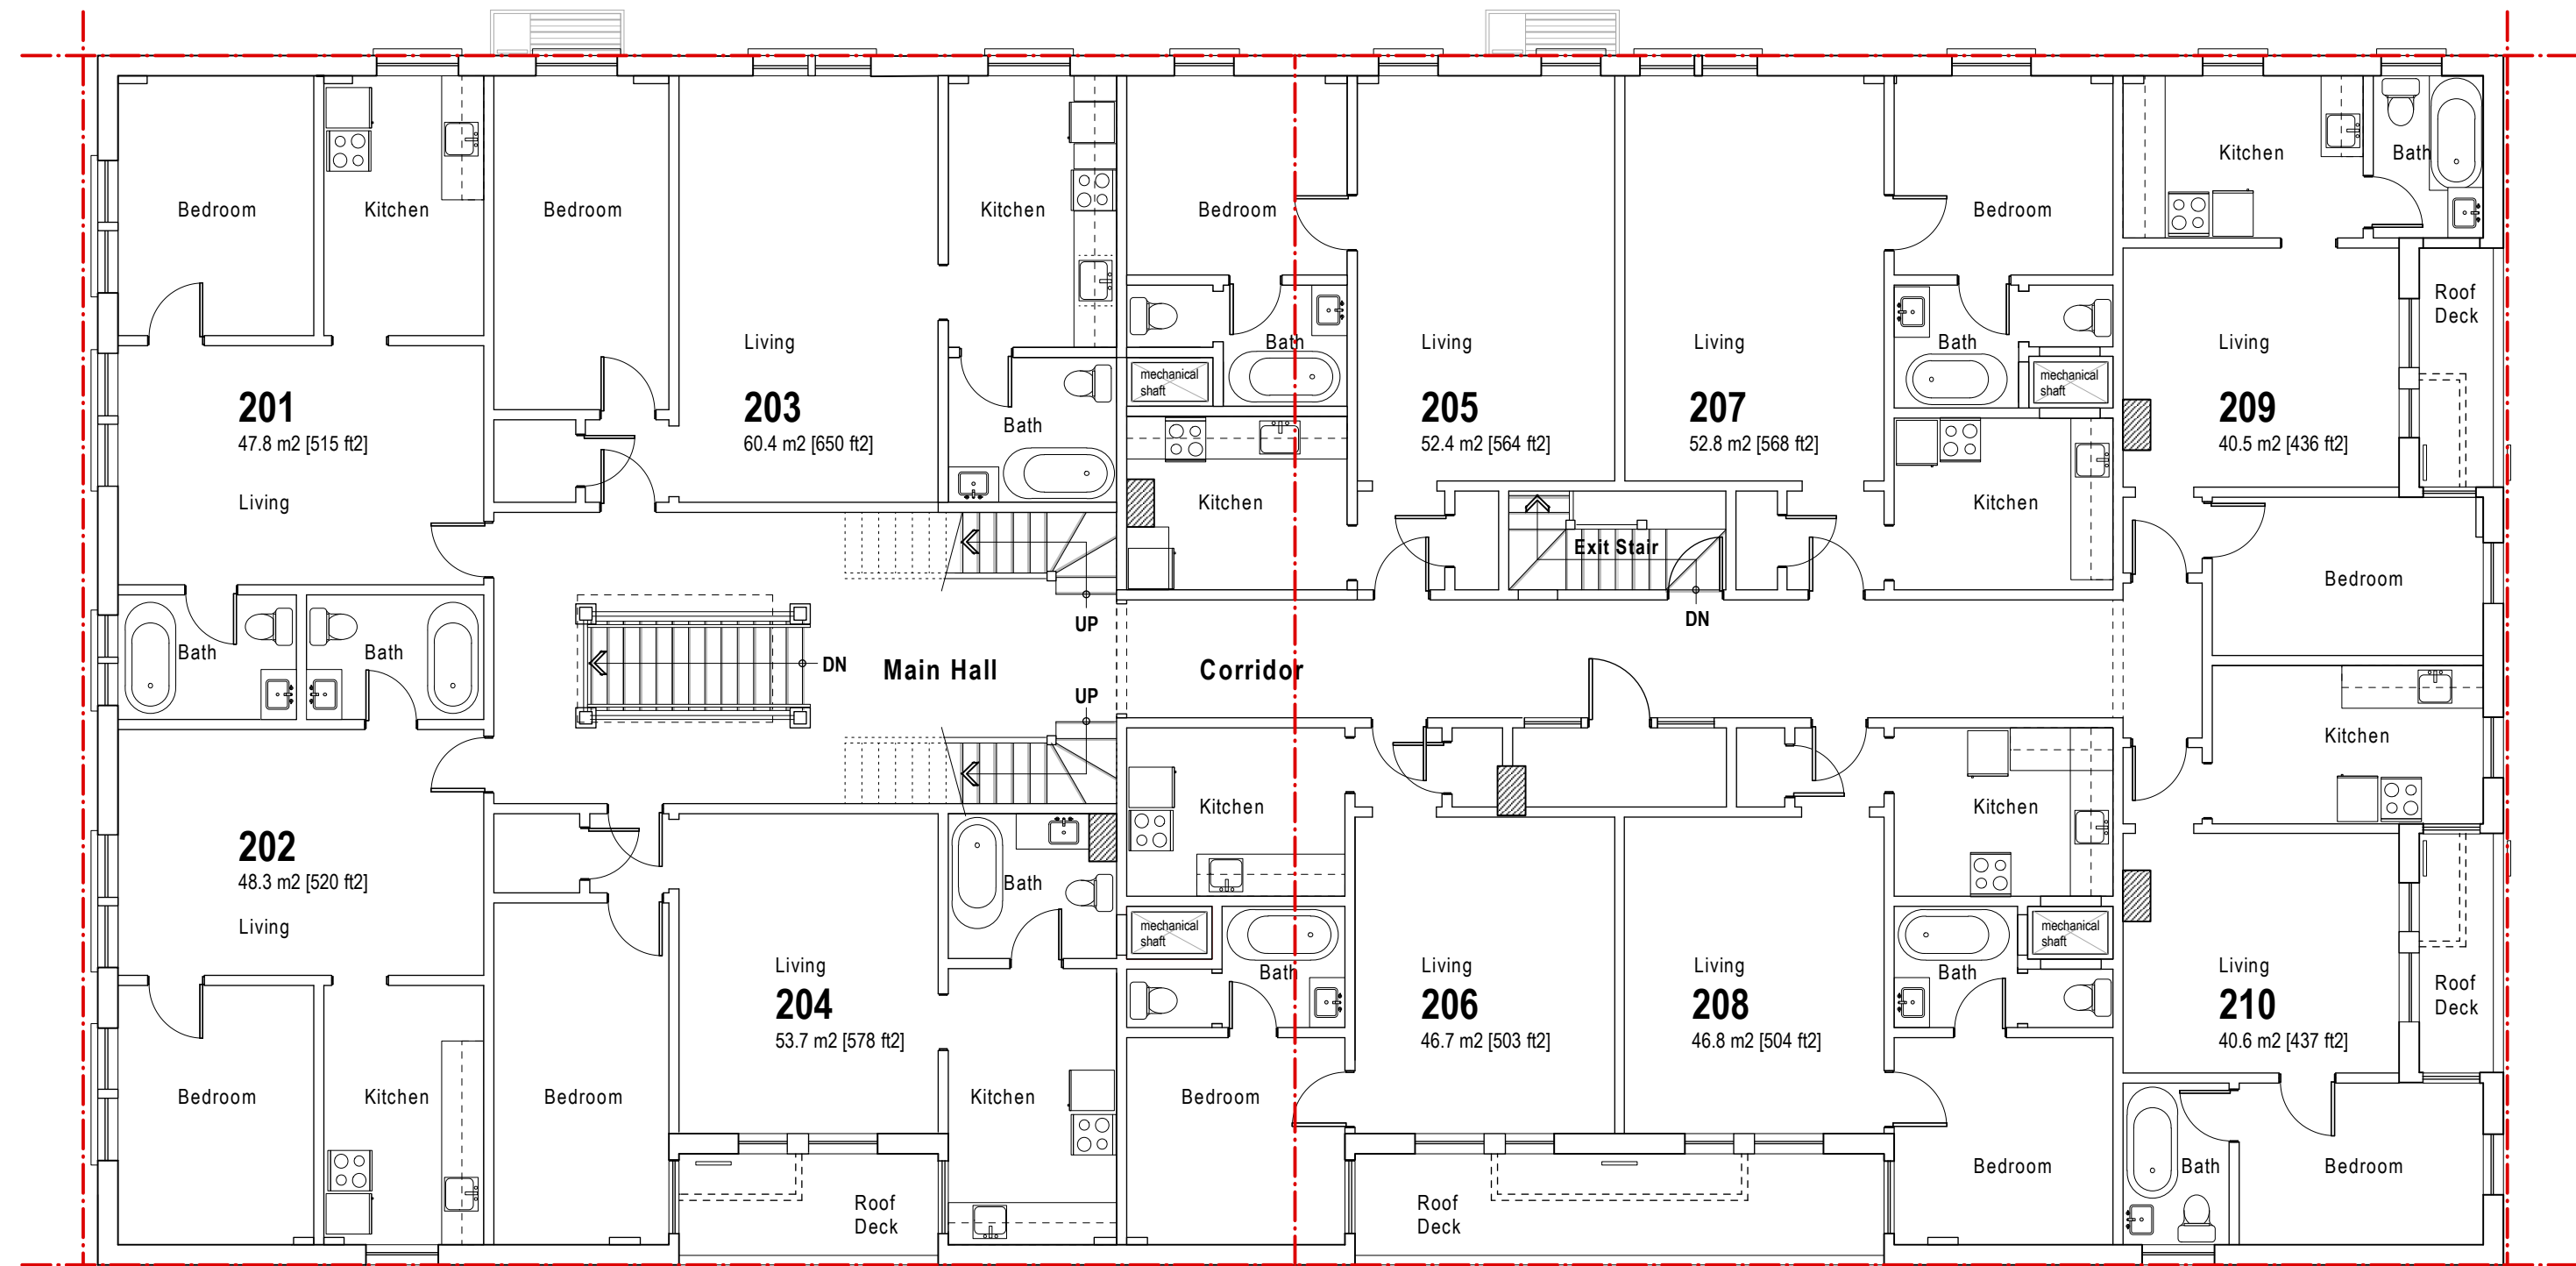 Bedroom
Kitchen
Bedroom
Living
203
60.4 m2 [650 ft2]
Kitchen
Bath
Bedroom
Bath
mechanical
shaft
Kitchen
Living
205
52.4 m2 [564 ft2]
Living
207
52.8 m2 [568 ft2]
Bedroom
Bath
mechanical
shaft
Kitchen
Kitchen
Bath
Living
209
40.5 m2 [436 ft2]
Roof
Deck
Bedroom
201
47.8 m2 [515 ft2]
Living
Bath
Bath
Exit Stair
DN
UP
DN
Main Hall
Corridor
UP
Kitchen
202
48.3 m2 [520 ft2]
Living
Bedroom
Kitchen
Bedroom
Living
204
53.7 m2 [578 ft2]
Bath
Kitchen
Roof
Deck
Kitchen
mechanical
shaft
Bath
Bedroom
Living
206
46.7 m2 [503 ft2]
Roof
Deck
Living
208
46.8 m2 [504 ft2]
Kitchen
mechanical
shaft
Bath
Bedroom
Living
210
40.6 m2 [437 ft2]
Roof
Deck
Bath
Bedroom